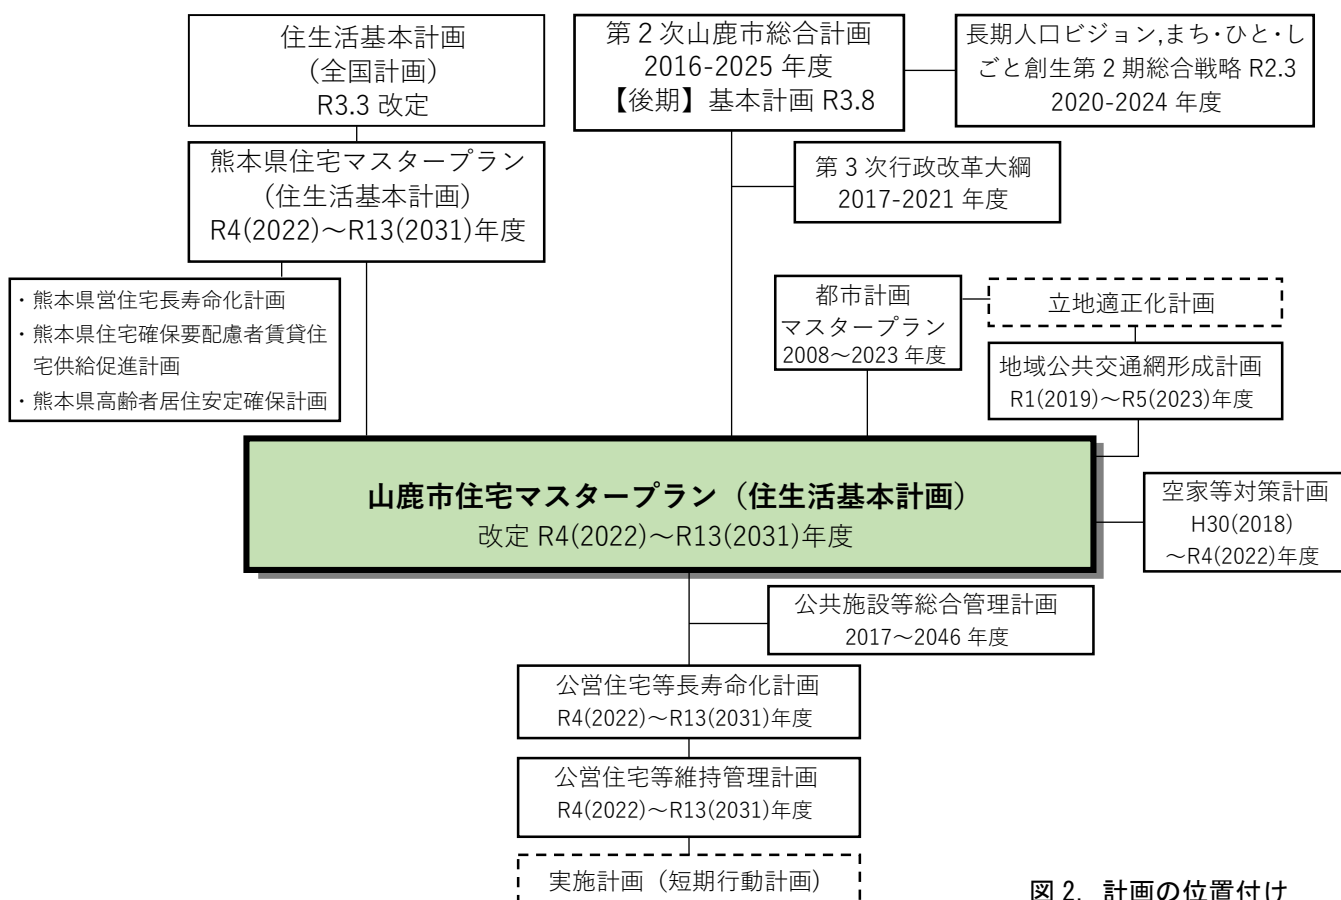 住生活基本計画
(全国計画)
R3.3 改定
第２次山鹿市総合計画
2016-2025 年度
【後期】基本計画 R3.8
長期人口ビジョン,まち・ひと・し
ごと創生第２期総合戦略 R2.3
2020-2024 年度
熊本県住宅マスタープラン
(住生活基本計画)
R4(2022)～R13(2031)年度
第３次行政改革大綱
2017-2021 年度
・熊本県営住宅長寿命化計画
・熊本県住宅確保要配慮者賃貸住
宅供給促進計画
・熊本県高齢者居住安定確保計画
都市計画
マスタープラン
2008～2023 年度
立地適正化計画
地域公共交通網形成計画
R1(2019)～R5(2023)年度
山鹿市住宅マスタープラン（住生活基本計画）
改定 R4(2022)～R13(2031)年度
空家等対策計画
H30(2018)
～R4(2022)年度
公共施設等総合管理計画
2017～2046 年度
公営住宅等長寿命化計画
R4(2022)～R13(2031)年度
公営住宅等維持管理計画
R4(2022)～R13(2031)年度
実施計画（短期行動計画）
図 2. 計画の位置付け